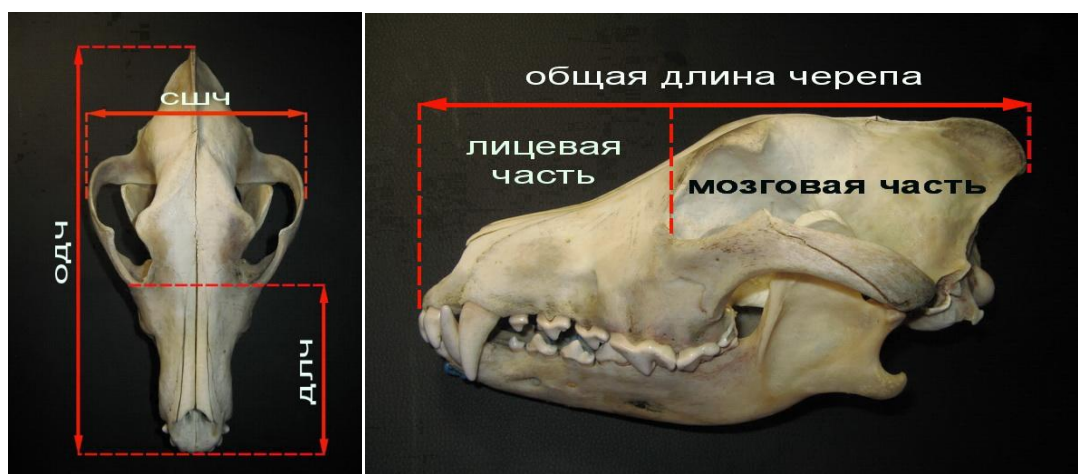 сшч
одч
длч
общая длина черепа
лицевая
часть
мозговая часть